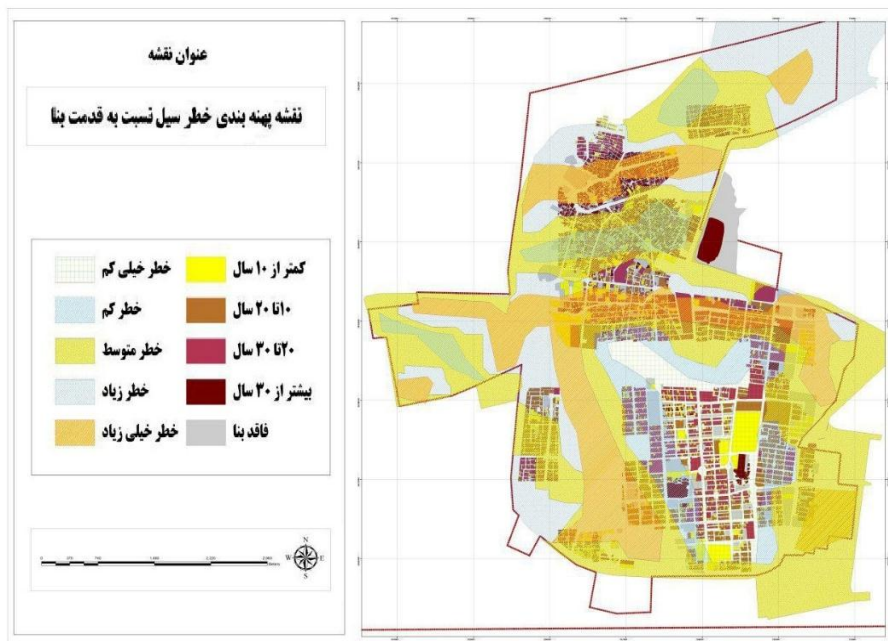 عنوان نقشه
نقشه پهنه بندی خطر سیل نسبت به قدمت بنا
کمتر از ۱۰ سال
خطر خیلی کم
۱۰تا ۲۰ سال
خطر کم
۲۰تا ۳۰ سال
خطر متوسط
بیشتر از ۳۰ سال
خطر زیاد
فاقد بنا
خطر خیلی زیاد
N
W E
S